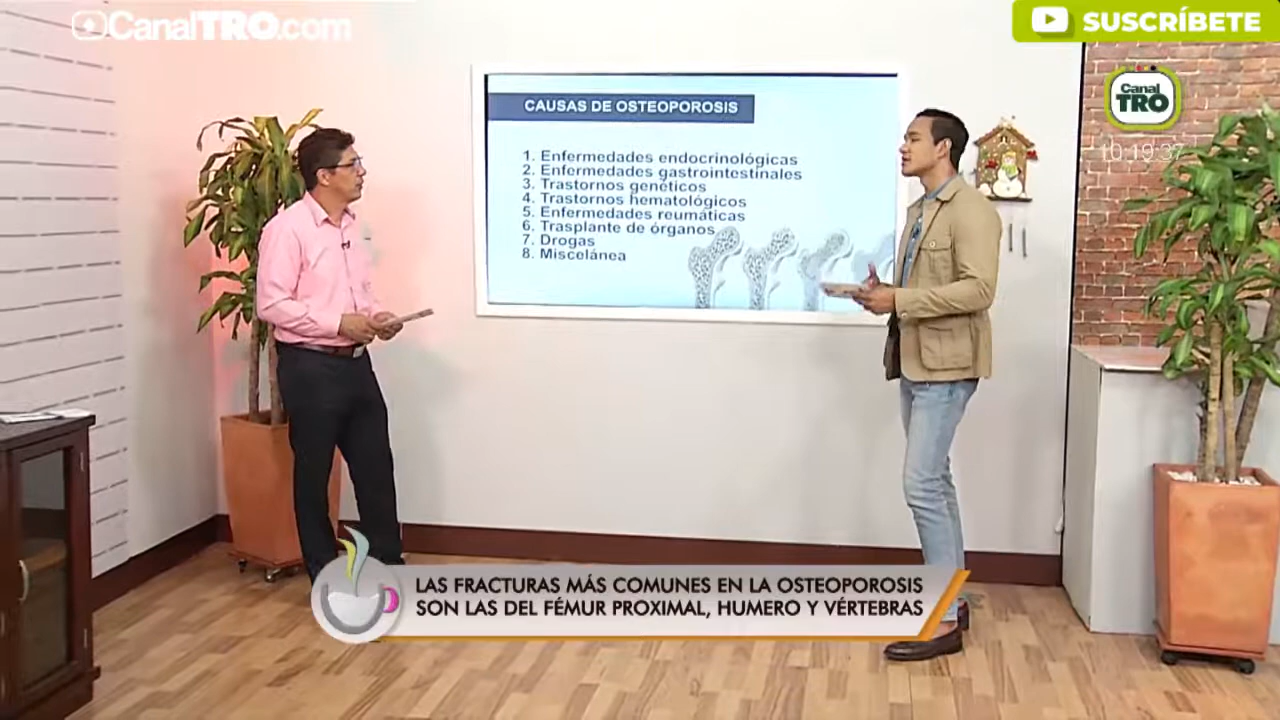 CanalTRO.com
SUSCRÍBETE
Canal
TRO
10:19:37
CAUSAS DE OSTEOPOROSIS
1. Enfermedades endocrinológicas
2. Enfermedades gastrointestinales
3. Trastornos genéticos
4. Trastornos hematológicos
5. Enfermedades reumáticas
6. Trasplante de órganos
7. Drogas
8. Miscelánea
LAS FRACTURAS MÁS COMUNES EN LA OSTEOPOROSIS
SON LAS DEL FÉMUR PROXIMAL, HUMERO Y VÉRTEBRAS